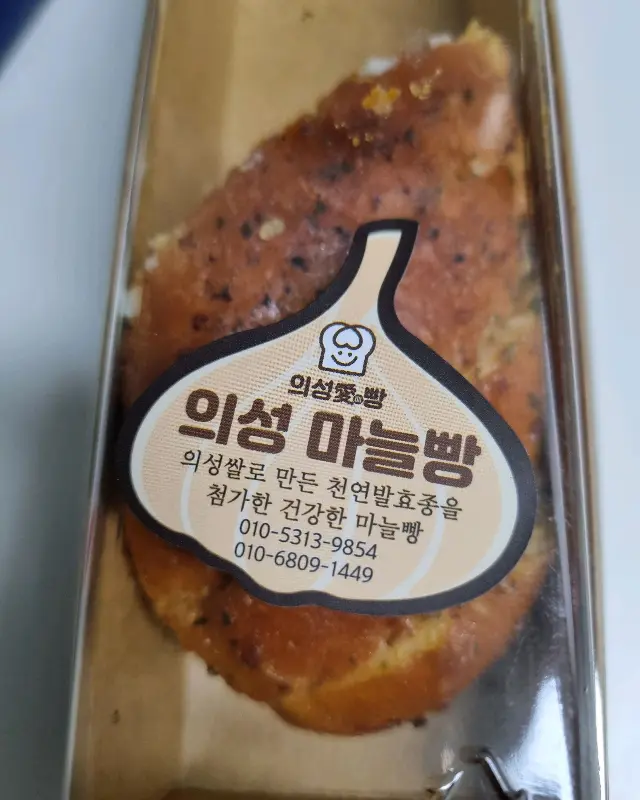 의성愛빵
의성 마늘빵
의성쌀로 만든 천연발효종을
첨가한 건강한 마늘빵
010-5313-9854
010-6809-1449